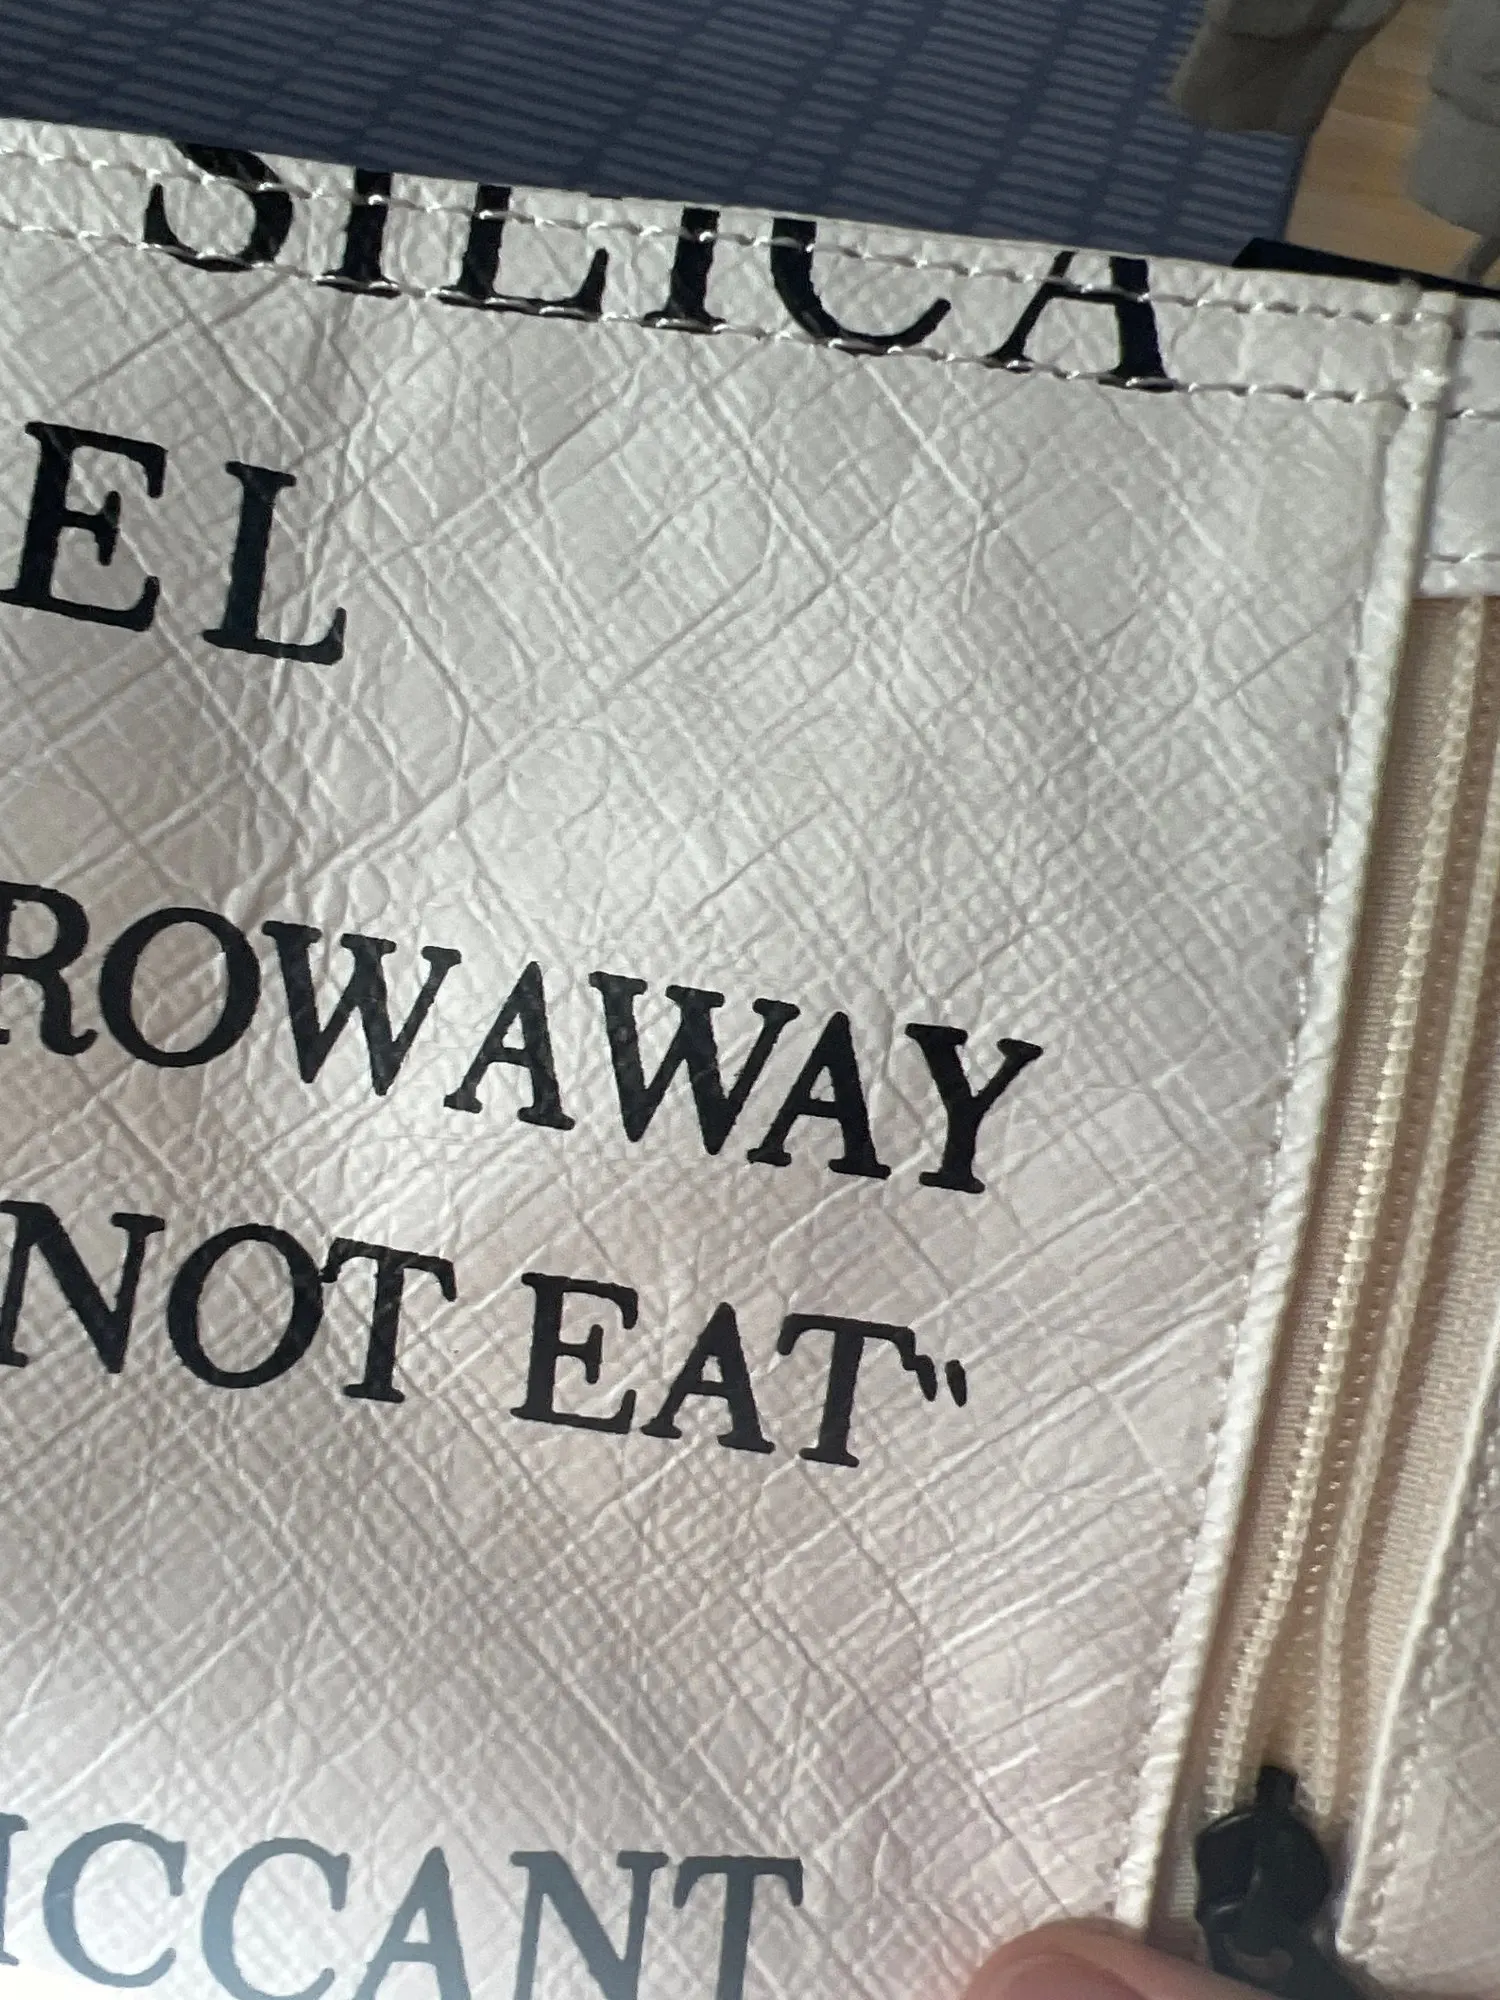 SILICA
EL
ROWAWAY
NOT EAT"
ICCANT